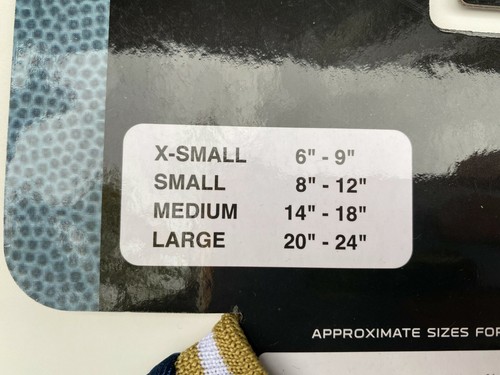 X-SMALL 6" - 9"
SMALL 8" - 12"
MEDIUM 14" - 18"
LARGE 20" - 24"
APPROXIMATE SIZES FOR